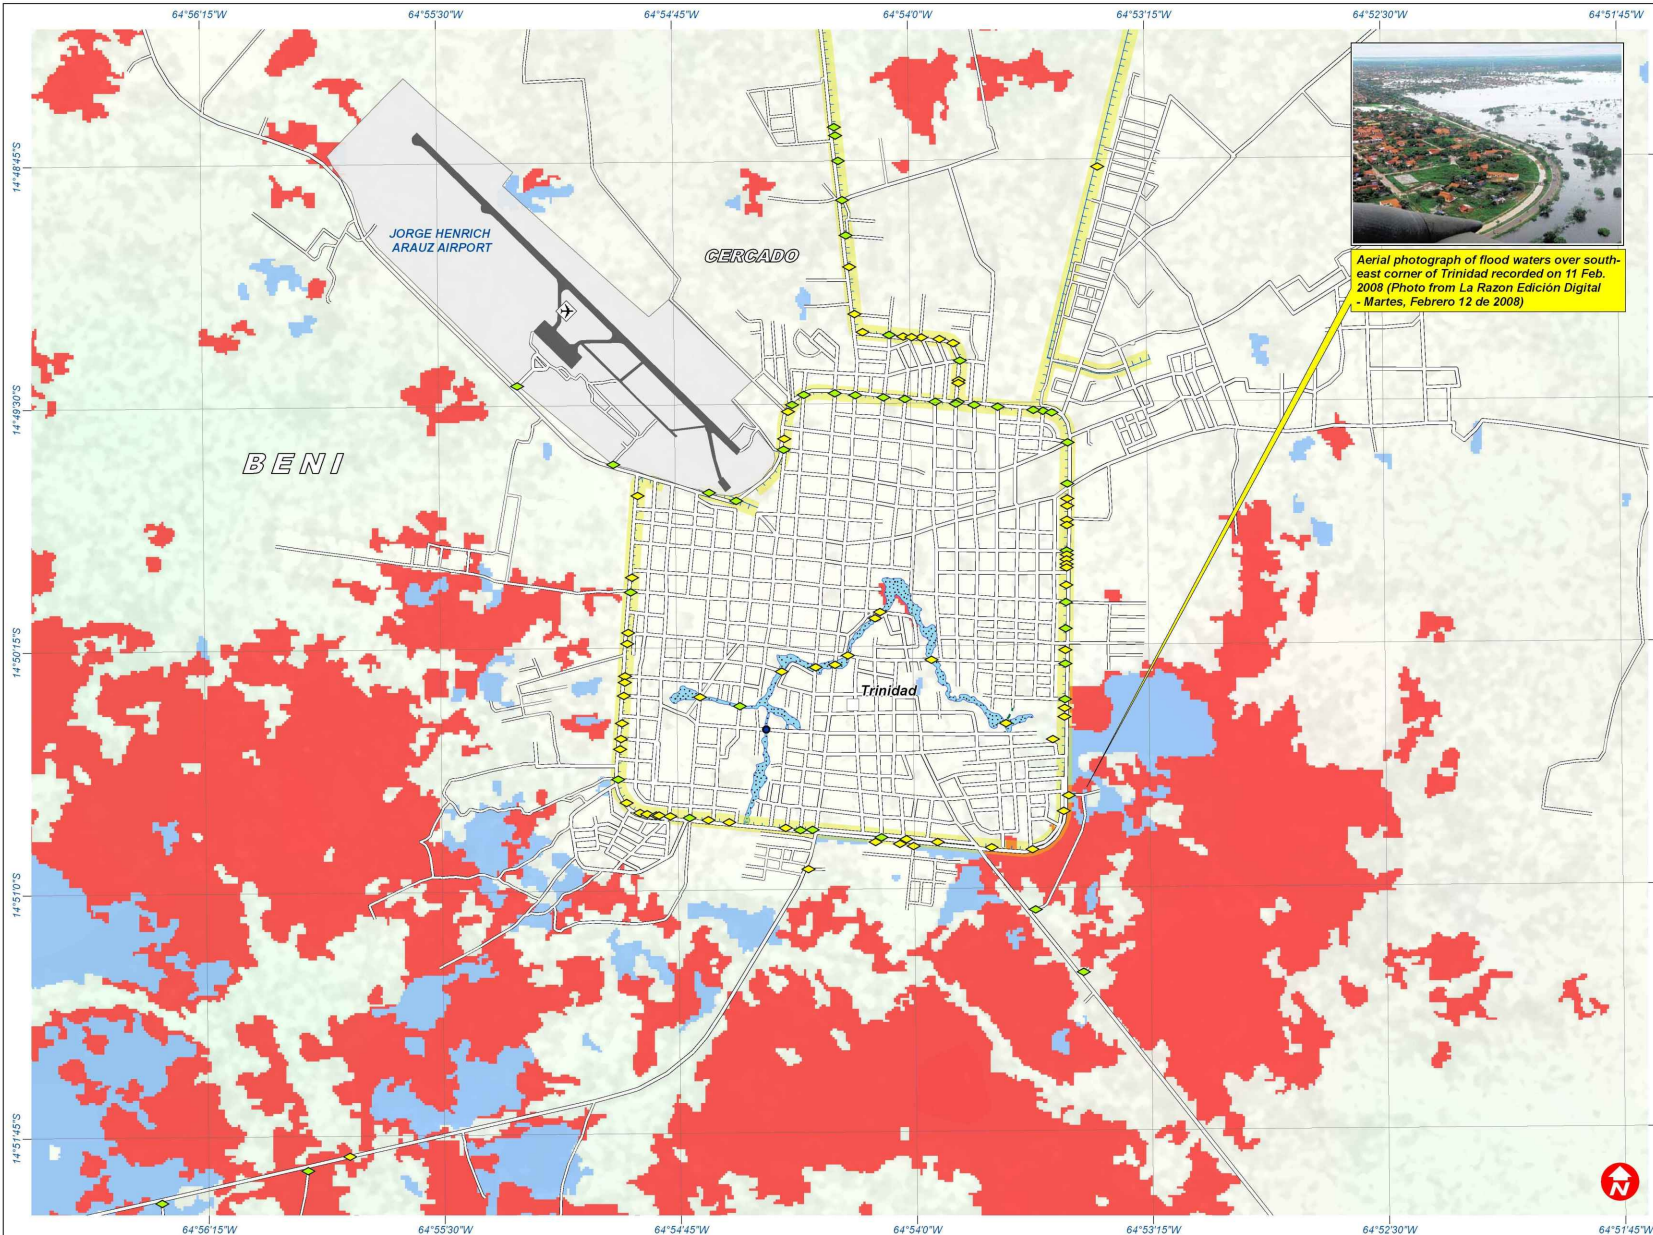 64°56'15"W 64°55'30"W 64°54'45"W 64°54'0"W 64°53'15"W 64°52'30"W 64°51'45"W
14°48'45"S
JORGE HENRICH
ARAUZ AIRPORT
CERCADO
Aerial photograph of flood waters over south-
east corner of Trinidad recorded on 11 Feb.
2008 (Photo from La Razon Edición Digital
- Martes, Febrero 12 de 2008)
14°49'30"S
BENI
14°50'15"S
Trinidad
14°51'0"S
14°51'45"S
N
64°56'15"W 64°55'30"W 64°54'45"W 64°54'0"W 64°53'15"W 64°52'30"W 64°51'45"W